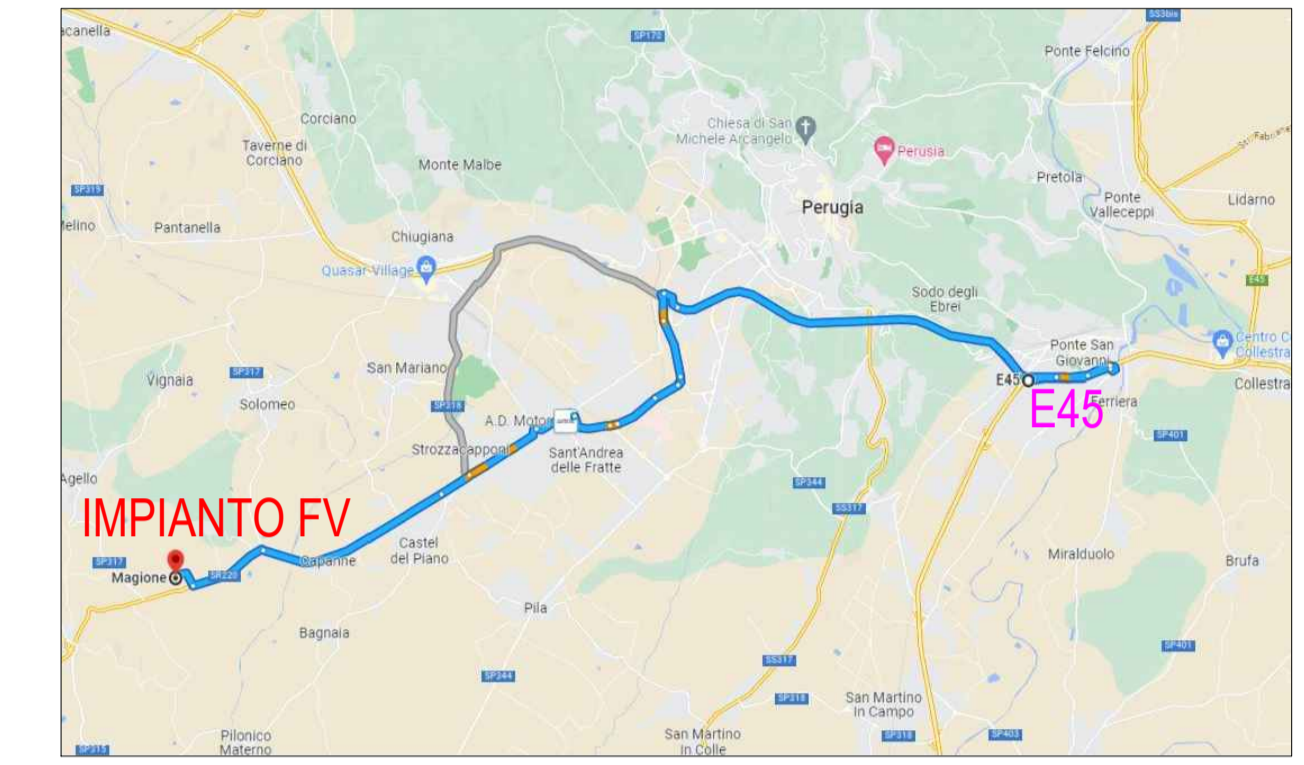 acanella
SP170
SS3bis
Ponte Felcino
Corciano
Chiesa di San
Michele Arcangelo
Taverne di
Corciano
Perusia
Monte Malbe
Pretola
SP319
Ponte
Valleceppi
Lidarno
Perugia
Melino
Pantanella
Chiugiana
Quasar Village
E45
Sodo degli
Ebrei
Centro C
Collestra
Ponte San
Giovanni
San Mariano
Vignaia
SP317
E45
Collestra
Solomeo
SP318
E45
Ferriera
A.D. Motor
SP401
Strozzacapponi
Sant'Andrea
delle Fratte
Agello
SP344
IMPIANTO FV
SS317
Castel
del Piano
Miralduolo
Capanne
SP317
Brufa
Magione
SR220
Pila
Bagnaia
SP401
SS317
SP344
San Martino
In Campo
SP318
Pilonico
Materno
San Martino
In Colle
SP318
SP403
SP315